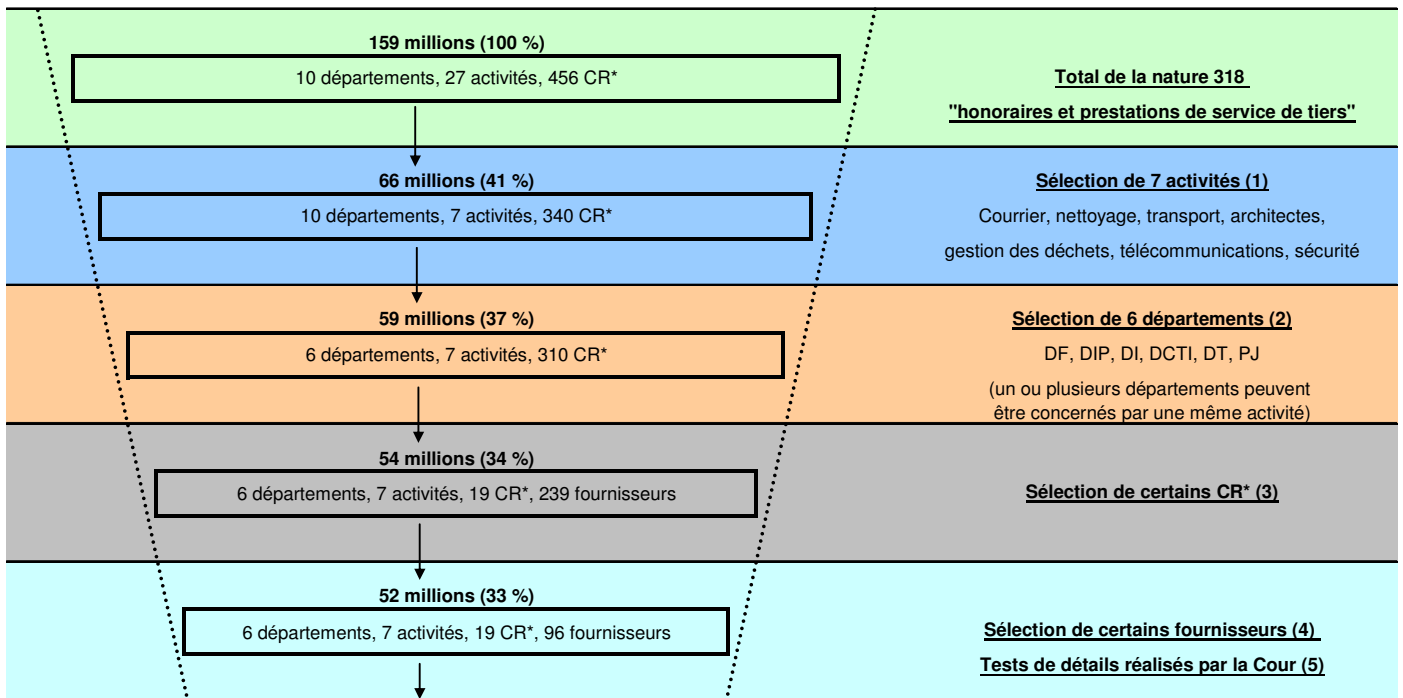 159 millions (100 %)
10 départements, 27 activités, 456 CR*
Total de la nature 318
"honoraires et prestations de service de tiers"
66 millions (41 %)
10 départements, 7 activités, 340 CR*
Sélection de 7 activités (1)
Courrier, nettoyage, transport, architectes,
gestion des déchets, télécommunications, sécurité
59 millions (37 %)
6 départements, 7 activités, 310 CR*
Sélection de 6 départements (2)
DF, DIP, DI, DCTI, DT, PJ
(un ou plusieurs départements peuvent
être concernés par une même activité)
54 millions (34 %)
6 départements, 7 activités, 19 CR*, 239 fournisseurs
Sélection de certains CR* (3)
52 millions (33 %)
6 départements, 7 activités, 19 CR*, 96 fournisseurs
Sélection de certains fournisseurs (4)
Tests de détails réalisés par la Cour (5)